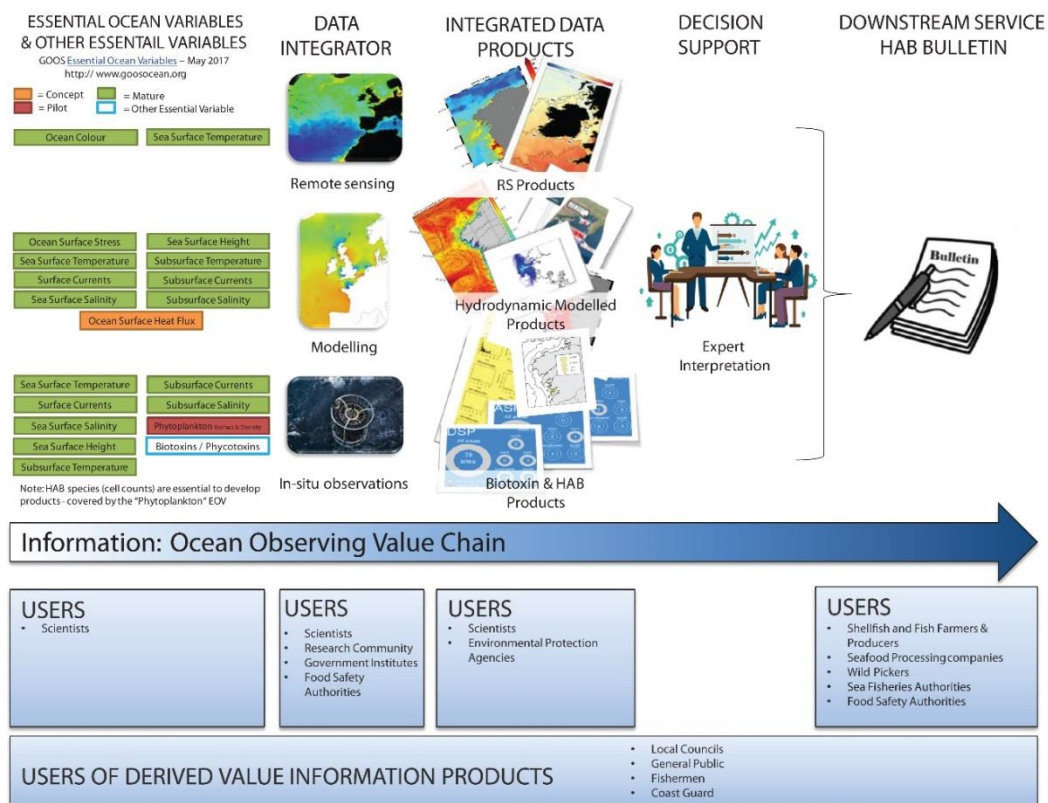 ESSENTIAL OCEAN VARIABLES
& OTHER ESSENTAIL VARIABLES
GOOS Essential Ocean Variables – May 2017
http:// www.goosocean.org
= Concept
= Mature
= Pilot
= Other Essential Variable
Ocean Colour
Sea Surface Temperature
Ocean Surface Stress
Sea Surface Height
Sea Surface Temperature
Subsurface Temperature
Surface Currents
Subsurface Currents
Sea Surface Salinity
Subsurface Salinity
Ocean Surface Heat Flux
Sea Surface Temperature
Subsurface Currents
Surface Currents
Subsurface Salinity
Sea Surface Salinity
Phytoplankton Biomass & Diversity
Sea Surface Height
Biotoxins / Phycotoxins
Subsurface Temperature
Note: HAB species (cell counts) are essential to develop
products - covered by the "Phytoplankton" EOV
DATA
INTEGRATOR
Remote sensing
Modelling
In-situ observations
INTEGRATED DATA
PRODUCTS
RS Products
Hydrodynamic Modelled
Products
ASP
DSP
Biotoxin & HAB
Products
DECISION
SUPPORT
Expert
Interpretation
DOWNSTREAM SERVICE
HAB BULLETIN
Bulletin
Information: Ocean Observing Value Chain
USERS
• Scientists
USERS
• Scientists
• Research Community
• Government Institutes
• Food Safety
Authorities
USERS
• Scientists
• Environmental Protection
Agencies
USERS
• Shellfish and Fish Farmers &
Producers
• Seafood Processing companies
• Wild Pickers
• Sea Fisheries Authorities
• Food Safety Authorities
USERS OF DERIVED VALUE INFORMATION PRODUCTS
• Local Councils
• General Public
• Fishermen
• Coast Guard